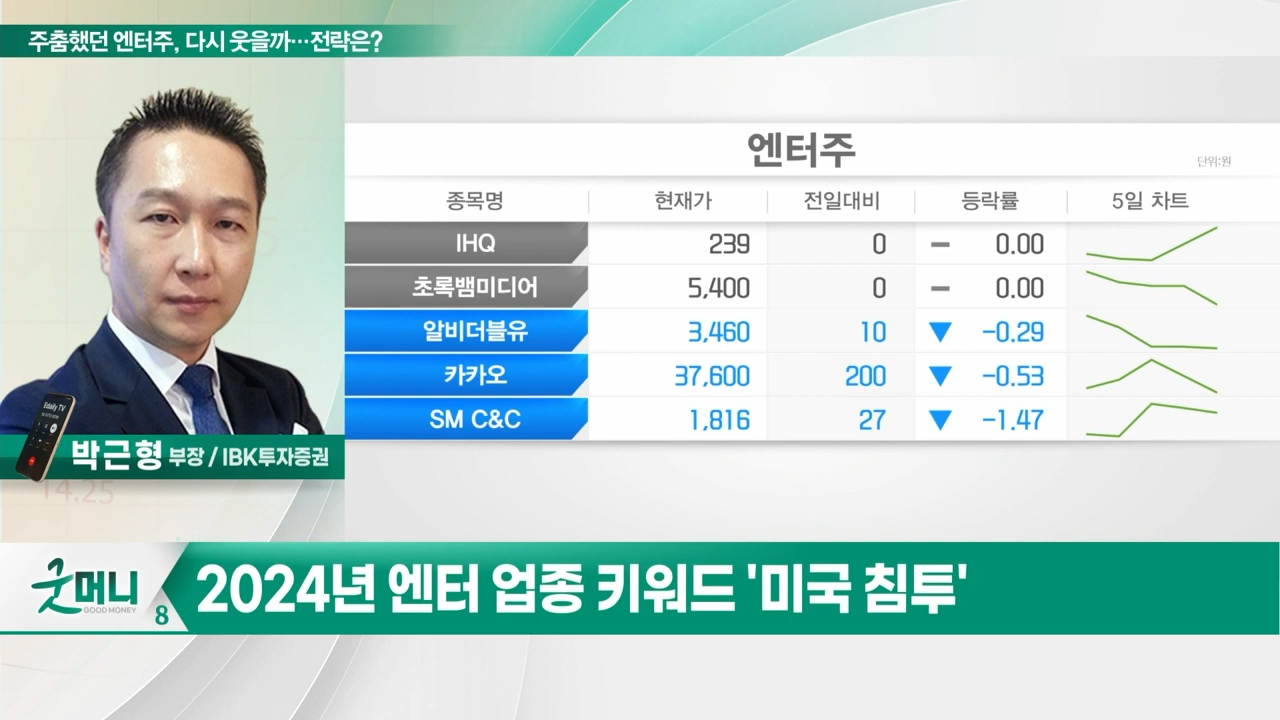 주춤했던 엔터주, 다시 웃을까…전략은?
엔터주
단위:원
종목명 현재가 전일대비 등락률 5일 차트
IHQ 239 0 − 0.00
초록뱀미디어 5,400 0 − 0.00
알비더블유 3,460 10 ▼ -0.29
카카오 37,600 200 ▼ -0.53
SM C&C 1,816 27 ▼ -1.47
Edaily TV
박근형 부장 / IBK투자증권
14.25
굿머니
GOOD MONEY
8
2024년 엔터 업종 키워드 '미국 침투'